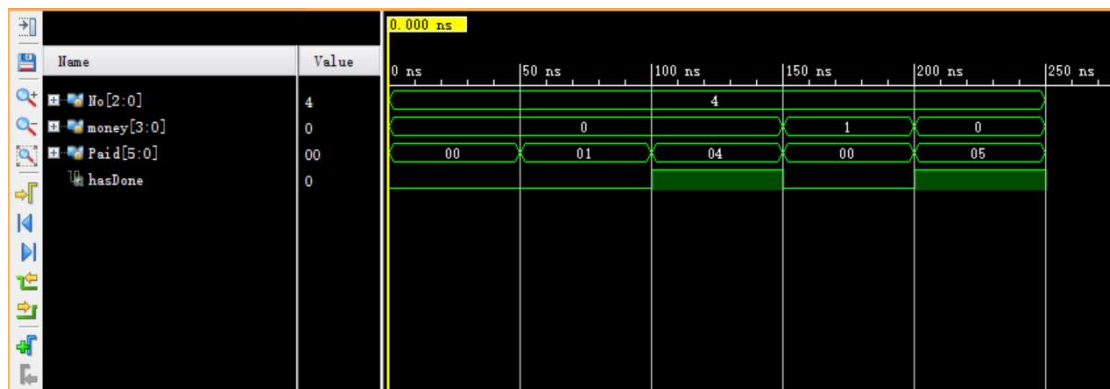 0.000 ns
Name Value
0 ns 50 ns 100 ns 150 ns 200 ns 250 ns
No[2:0] 4 4
money[3:0] 0 0 1 0
Paid[5:0] 00 00 01 04 00 05
hasDone 0